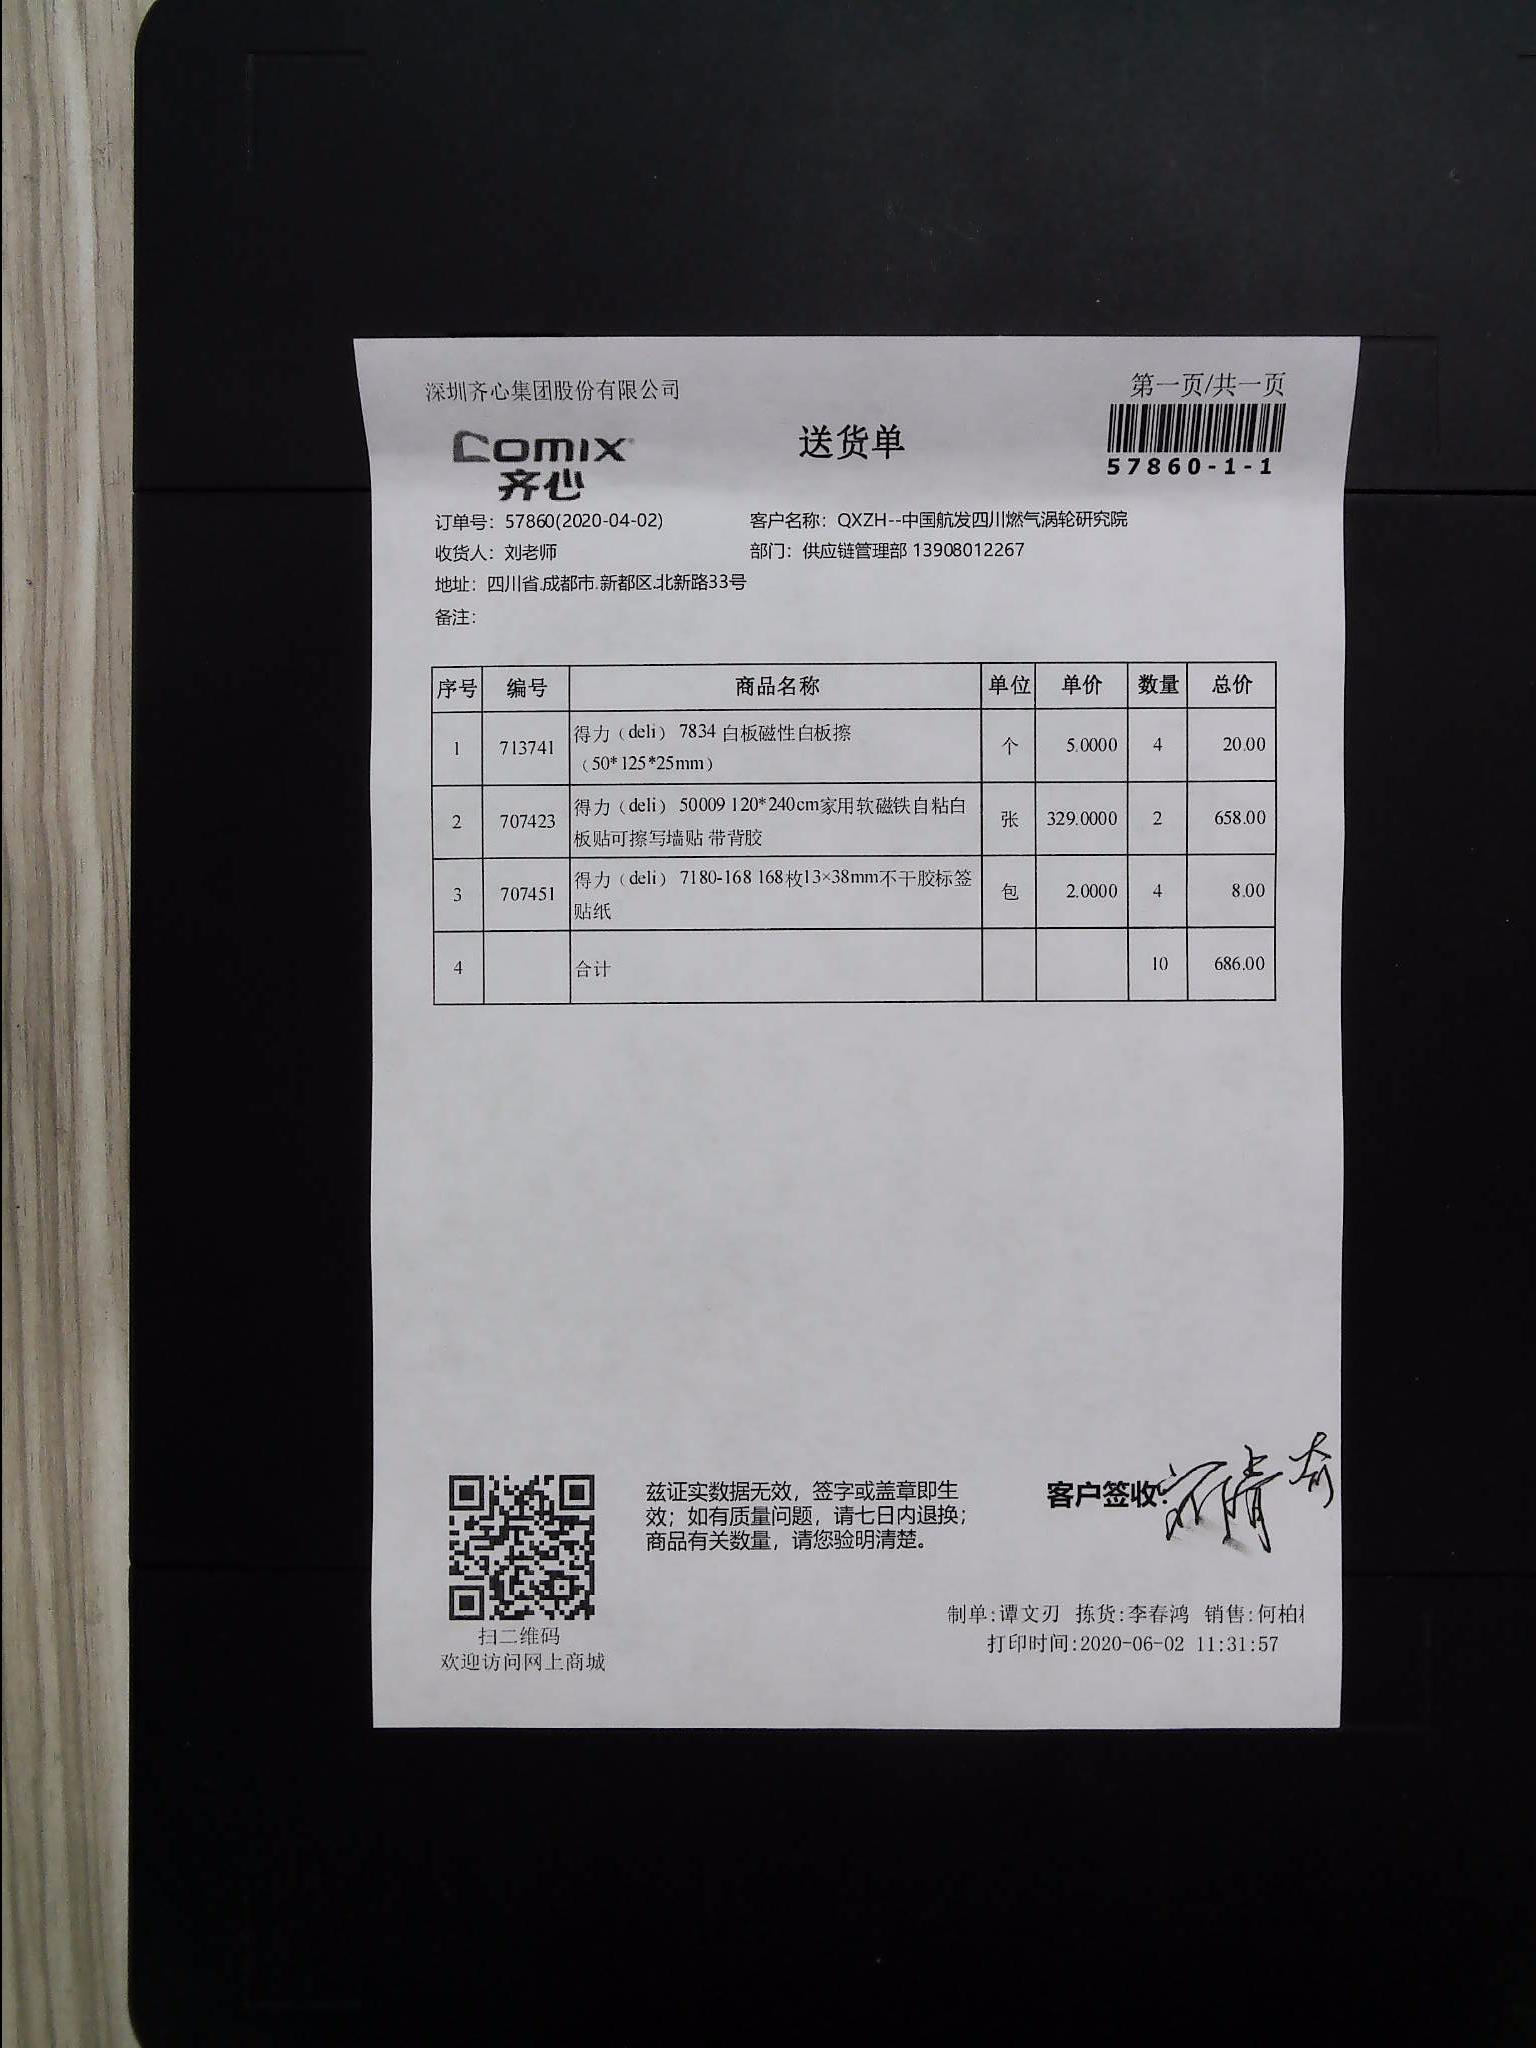 深圳齐心集团股份有限公司
第一页/共一页
comix
齐心
送货单
57860-1-1
订单号：57860(2020-04-02)
客户名称：QXZH--中国航发四川燃气涡轮研究院
收货人：刘老师
部门：供应链管理部 13908012267
地址：四川省.成都市.新都区.北新路33号
备注：
序号 编号 商品名称 单位 单价 数量 总价
1 713741 得力（deli） 7834 白板磁性白板擦
（50*125*25mm） 个 5.0000 4 20.00
2 707423 得力（deli） 50009 120*240cm家用软磁铁自粘白
板贴可擦写墙贴 带背胶 张 329.0000 2 658.00
3 707451 得力（deli） 7180-168 168枚13×38mm不干胶标签
贴纸 包 2.0000 4 8.00
4 合计 10 686.00
兹证实数据无效，签字或盖章即生
效；如有质量问题，请七日内退换；
商品有关数量，请您验明清楚。
客户签收:
扫二维码
欢迎访问网上商城
制单:谭文刃 拣货:李春鸿 销售:何柏
打印时间:2020-06-02 11:31:57